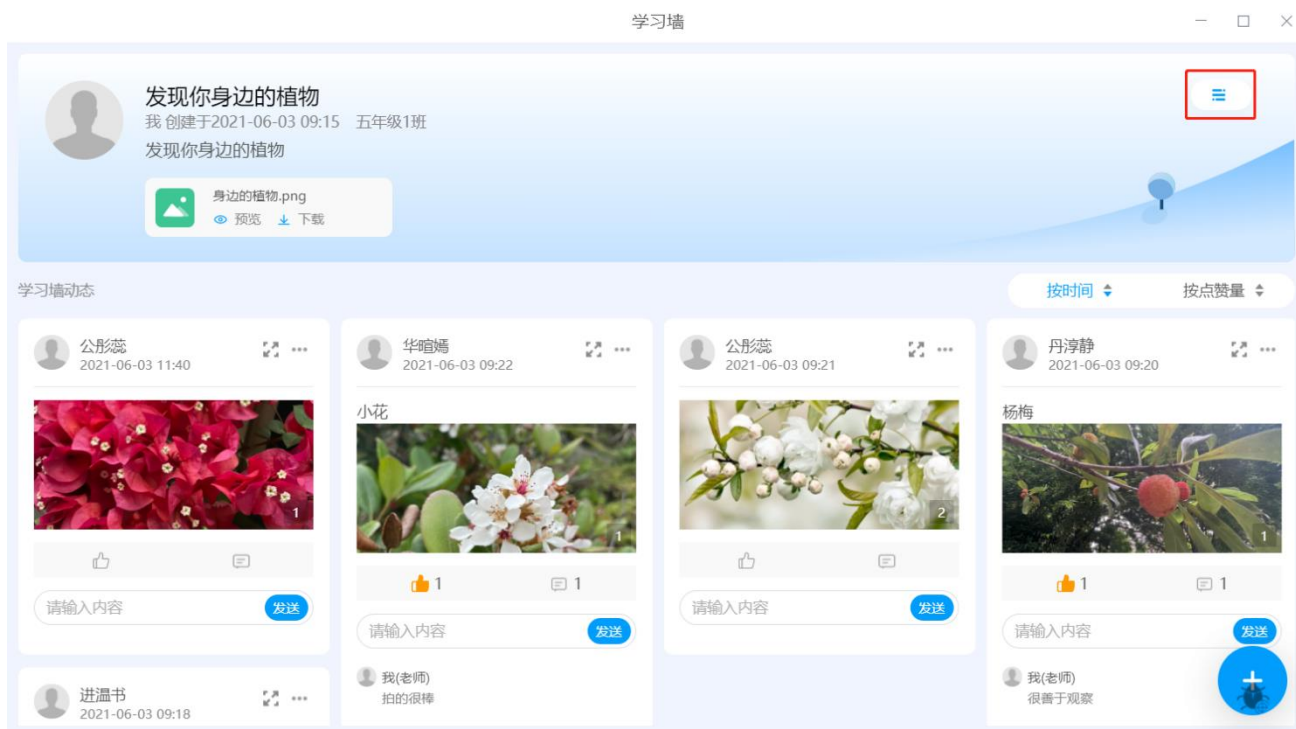 学习墙
发现你身边的植物
我 创建于2021-06-03 09:15 五年级1班
发现你身边的植物
身边的植物.png
预览 下载
学习墙动态
按时间 按点赞量
公彤蕊
2021-06-03 11:40
1
请输入内容 发送
进温书
2021-06-03 09:18
华暄嫣
2021-06-03 09:22
小花
1
1 1
请输入内容 发送
我(老师)
拍的很棒
公彤蕊
2021-06-03 09:21
2
请输入内容 发送
丹淳静
2021-06-03 09:20
杨梅
1
1 1
请输入内容 发送
我(老师)
很善于观察